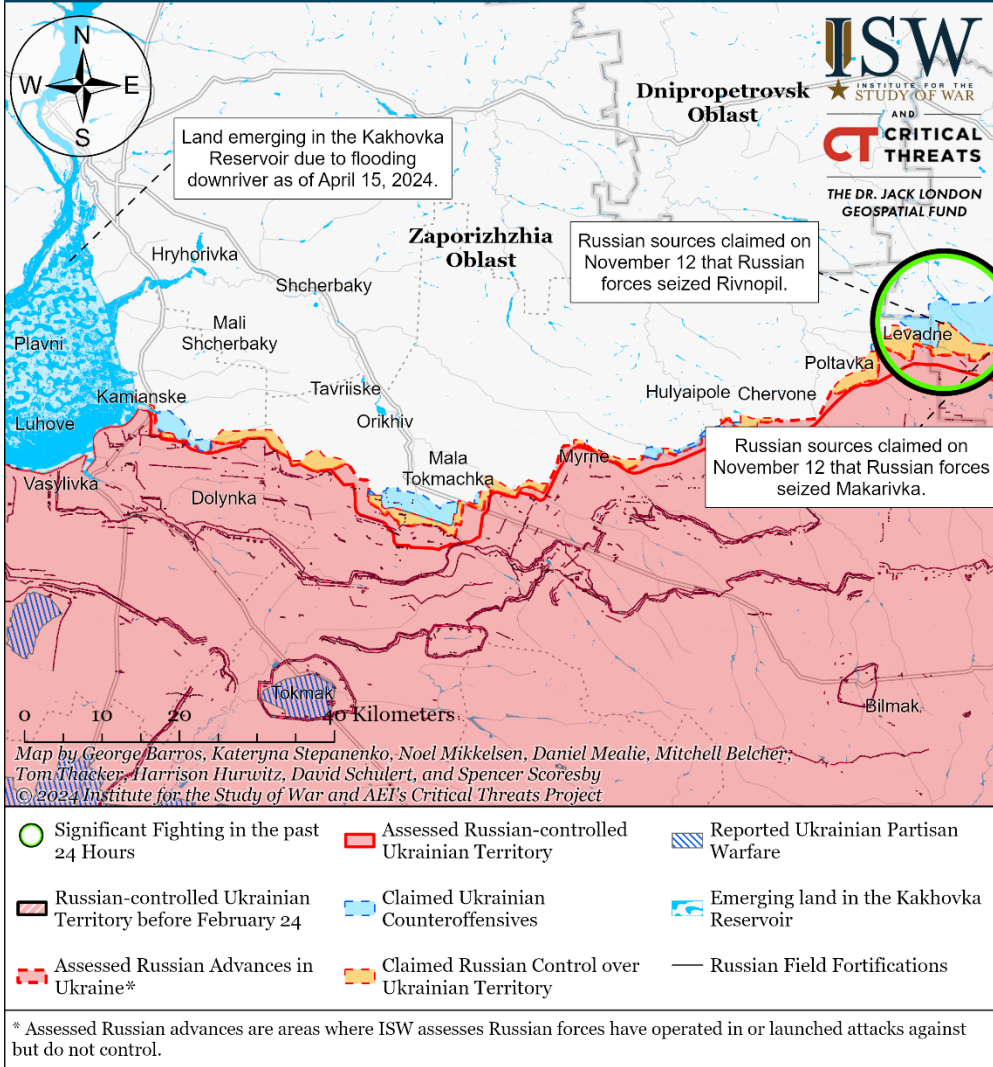 N
W
E
S
ISW
INSTITUTE FOR THE
STUDY OF WAR
AND
CT CRITICAL
THREATS
THE DR. JACK LONDON
GEOSPATIAL FUND
Dnipropetrovsk
Oblast
Land emerging in the Kakhovka
Reservoir due to flooding
downriver as of April 15, 2024.
Zaporizhzhia
Oblast
Russian sources claimed on
November 12 that Russian
forces seized Rivnopil.
Hryhorivka
Shcherbaky
Mali
Shcherbaky
Plavni
Levadne
Poltavka
Kamianske
Tavriiske
Hulyaipole
Chervone
Luhove
Orikhiv
Russian sources claimed on
November 12 that Russian forces
seized Makarivka.
Mala
Tokmachka
Myrne
Vasylivka
Dolynka
Tokmak
Bilmak
0 10 20 40 Kilometers
Map by George Barros, Kateryna Stepanenko, Noel Mikkelsen, Daniel Mealie, Mitchell Belcher,
Tom Thacker, Harrison Hurwitz, David Schulert, and Spencer Scoresby
© 2024 Institute for the Study of War and AEI's Critical Threats Project
Significant Fighting in the past
24 Hours
Assessed Russian-controlled
Ukrainian Territory
Reported Ukrainian Partisan
Warfare
Russian-controlled Ukrainian
Territory before February 24
Claimed Ukrainian
Counteroffensives
Emerging land in the Kakhovka
Reservoir
Assessed Russian Advances in
Ukraine*
Claimed Russian Control over
Ukrainian Territory
Russian Field Fortifications
* Assessed Russian advances are areas where ISW assesses Russian forces have operated in or launched attacks against
but do not control.